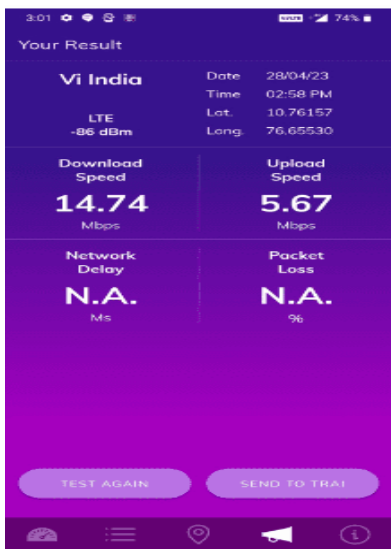 3:01
74%
Your Result
Vi India
LTE
-86 dBm
Date 28/04/23
Time 02:58 PM
Lat. 10.76157
Long. 76.65530
Download
Speed
14.74
Mbps
Upload
Speed
5.67
Mbps
Network
Delay
N.A.
Ms
Packet
Loss
N.A.
%
TEST AGAIN
SEND TO TRAI